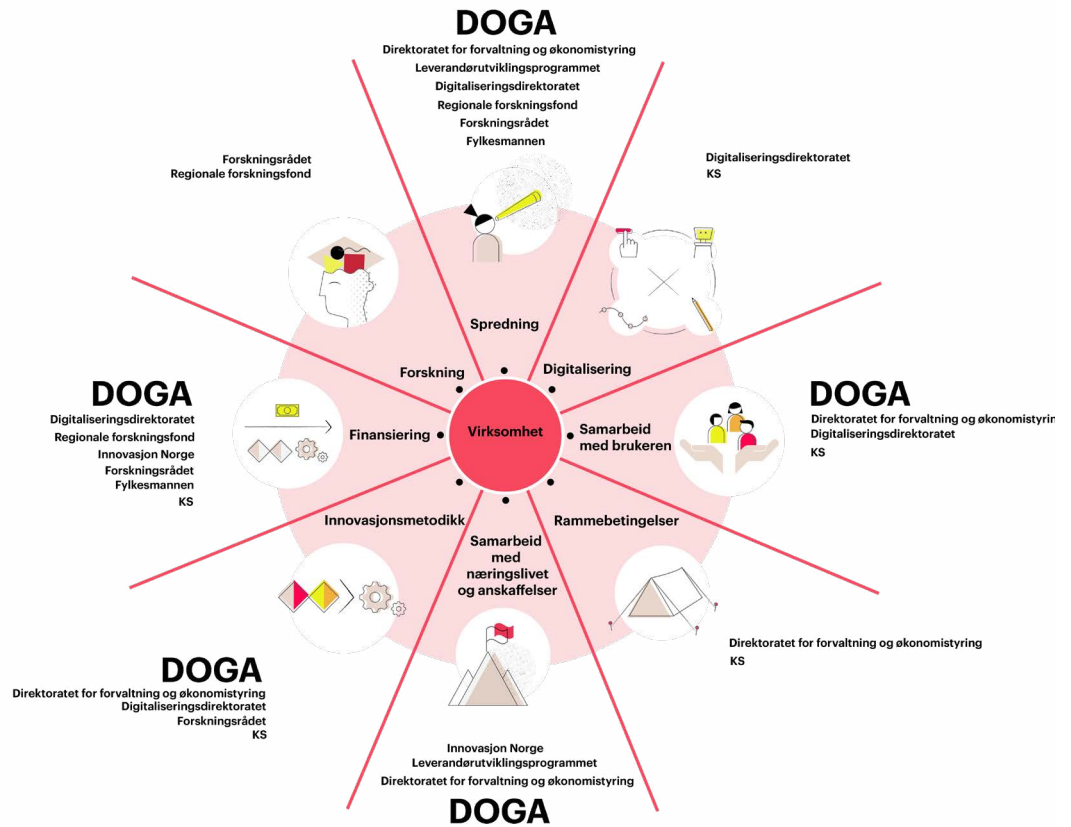 DOGA
Direktoratet for forvaltning og økonomistyring
Leverandørutviklingsprogrammet
Digitaliseringsdirektoratet
Regionale forskningsfond
Forskningsrådet
Fylkesmannen
Forskningsrådet
Regionale forskningsfond
Digitaliseringsdirektoratet
KS
Spredning
Forskning
Digitalisering
DOGA
Digitaliseringsdirektoratet
Regionale forskningsfond
Innovasjon Norge
Forskningsrådet
Fylkesmannen
KS
Finansiering
Virksomhet
Samarbeid
med brukeren
DOGA
Direktoratet for forvaltning og økonomistyrin
Digitaliseringsdirektoratet
KS
Innovasjonsmetodikk
Samarbeid
med
næringslivet
og anskaffelser
Rammebetingelser
DOGA
Direktoratet for forvaltning og økonomistyring
Digitaliseringsdirektoratet
Forskningsrådet
KS
Direktoratet for forvaltning og økonomistyring
KS
Innovasjon Norge
Leverandørutviklingsprogrammet
Direktoratet for forvaltning og økonomistyring
DOGA